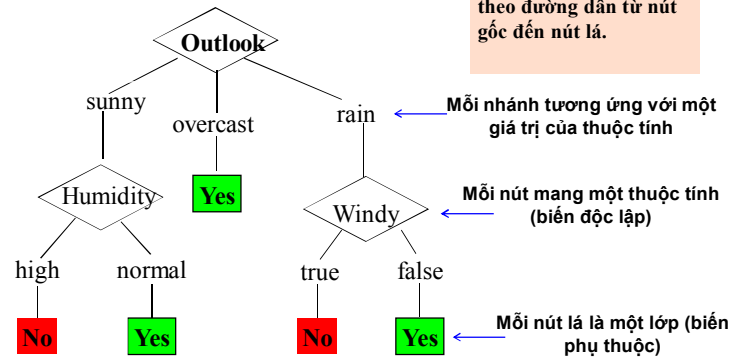 theo đường dẫn từ nút
gốc đến nút lá.
Outlook
sunny
overcast
rain
Mỗi nhánh tương ứng với một
giá trị của thuộc tính
Humidity
Yes
Windy
Mỗi nút mang một thuộc tính
(biến độc lập)
high
normal
true
false
No
Yes
No
Yes
Mỗi nút lá là một lớp (biến
phụ thuộc)